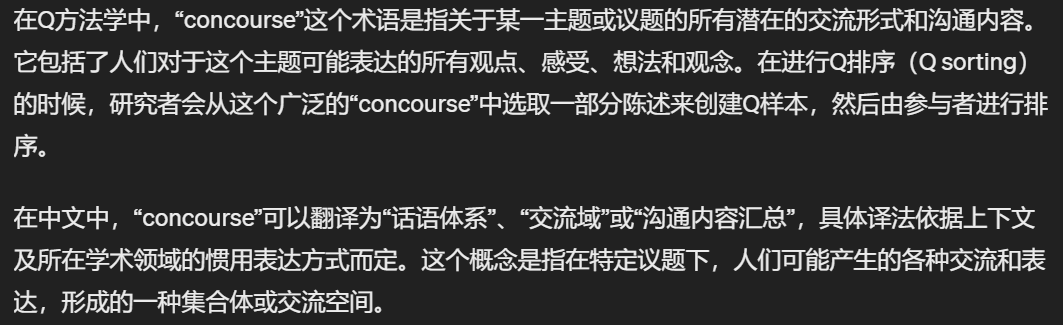 在Q方法学中，“concourse”这个术语是指关于某一主题或议题的所有潜在的交流形式和沟通内容。
它包括了人们对于这个主题可能表达的所有观点、感受、想法和观念。在进行Q排序（Q sorting）
的时候，研究者会从这个广泛的“concourse”中选取一部分陈述来创建Q样本，然后由参与者进行排
序。
在中文中，“concourse”可以翻译为“话语体系”、“交流域”或“沟通内容汇总”，具体译法依据上下文
及所在学术领域的惯用表达方式而定。这个概念是指在特定议题下，人们可能产生的各种交流和表
达，形成的一种集合体或交流空间。